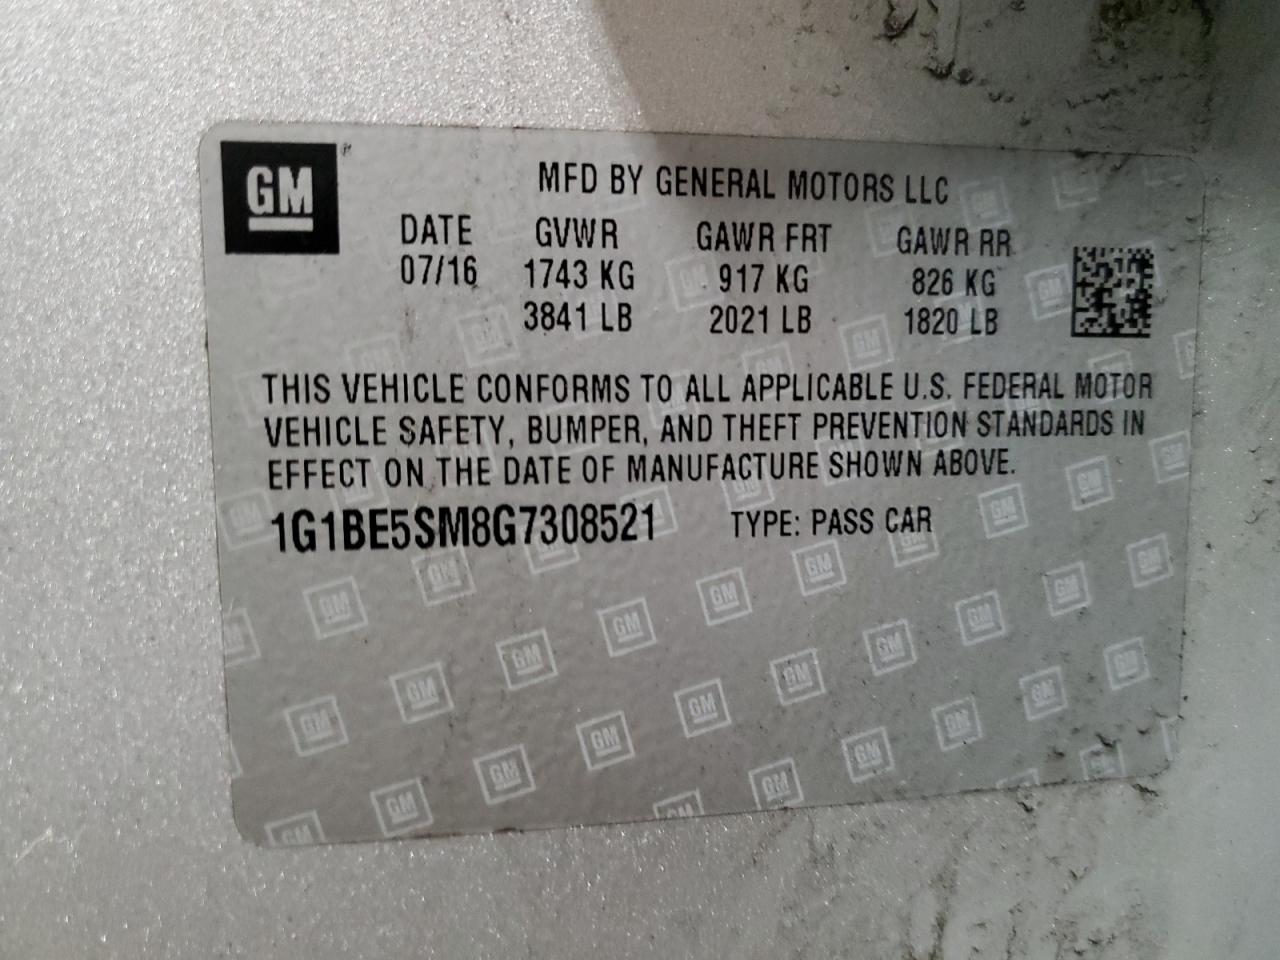 GM
MFD BY GENERAL MOTORS LLC
DATE GVWR GAWR FRT GAWR RR
07/16 1743 KG 917 KG 826 KG
3841 LB 2021 LB 1820 LB
THIS VEHICLE CONFORMS TO ALL APPLICABLE U.S. FEDERAL MOTOR
VEHICLE SAFETY, BUMPER, AND THEFT PREVENTION STANDARDS IN
EFFECT ON THE DATE OF MANUFACTURE SHOWN ABOVE.
1G1BE5SM8G7308521 TYPE: PASS CAR